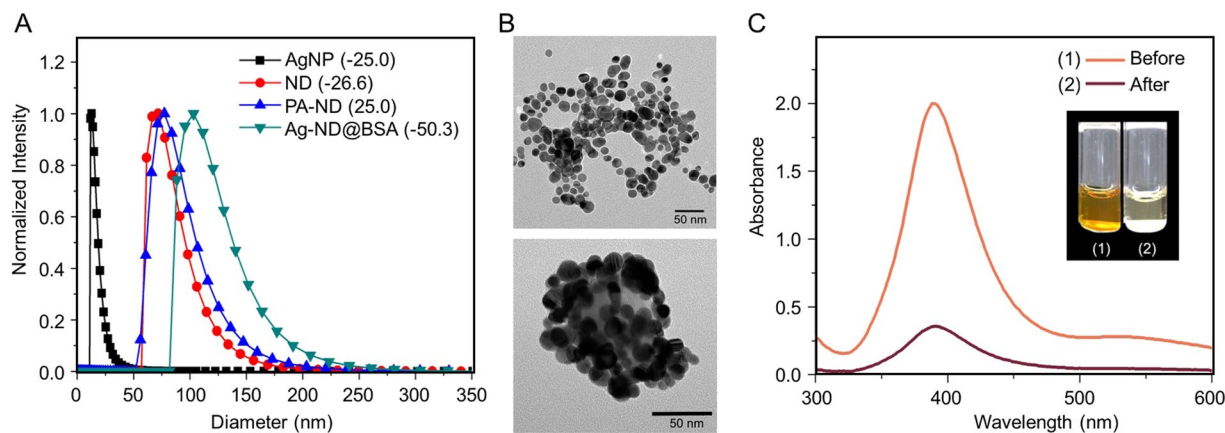 A
Normalized Intensity
1.2
1.0
0.8
0.6
0.4
0.2
0.0
AgNP (-25.0)
ND (-26.6)
PA-ND (25.0)
Ag-ND@BSA (-50.3)
0 50 100 150 200 250 300 350
Diameter (nm)
B
50 nm
50 nm
C
Absorbance
2.0
1.5
1.0
0.5
0.0
(1) Before
(2) After
(1) (2)
300 400 500 600
Wavelength (nm)